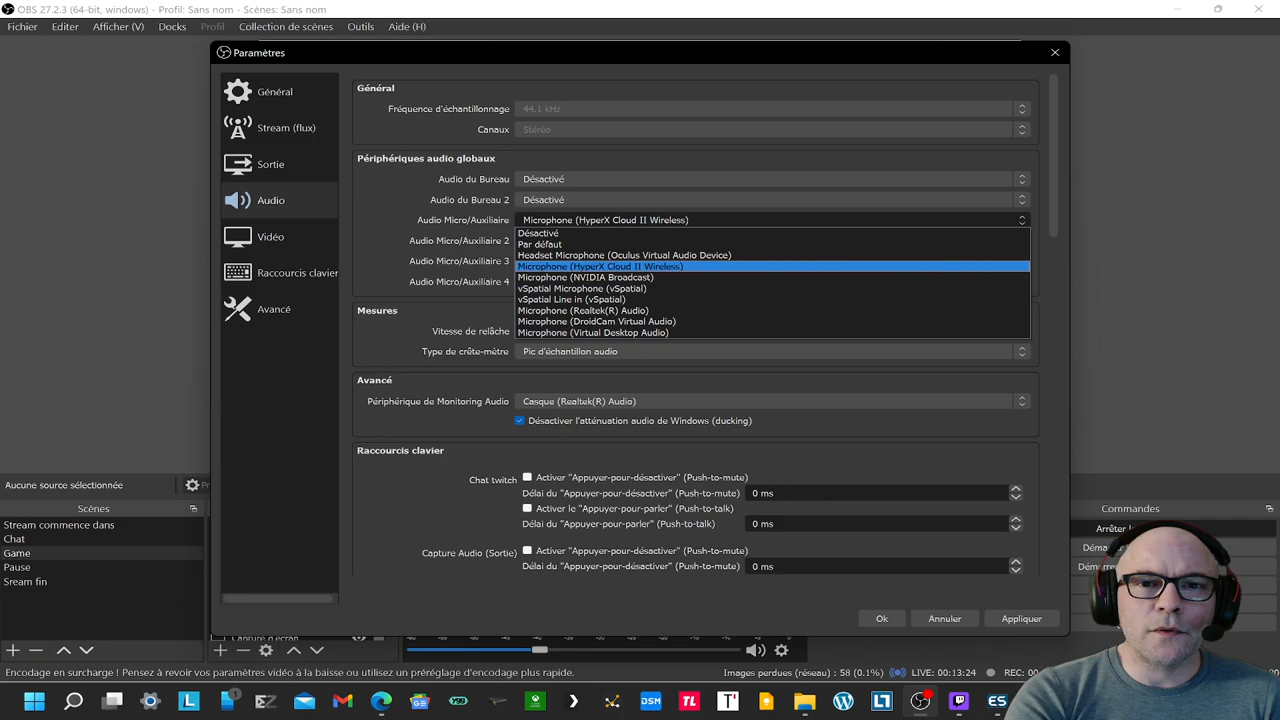 OBS 27.2.3 (64-bit, windows) - Profil: Sans nom - Scènes: Sans nom
Fichier Editer Afficher (V) Docks Profil Collection de scènes Outils Aide (H)
Paramètres
Général
Stream (flux)
Sortie
Audio
Vidéo
Raccourcis clavier
Avancé
Général
Fréquence d'échantillonnage 44.1 kHz
Canaux Stéréo
Périphériques audio globaux
Audio du Bureau Désactivé
Audio du Bureau 2 Désactivé
Audio Micro/Auxiliaire Microphone (HyperX Cloud II Wireless)
Audio Micro/Auxiliaire 2
Audio Micro/Auxiliaire 3
Audio Micro/Auxiliaire 4
Désactivé
Par défaut
Headset Microphone (Oculus Virtual Audio Device)
Microphone (HyperX Cloud II Wireless)
Microphone (NVIDIA Broadcast)
vSpatial Microphone (vSpatial)
vSpatial Line in (vSpatial)
Microphone (Realtek(R) Audio)
Microphone (DroidCam Virtual Audio)
Microphone (Virtual Desktop Audio)
Mesures
Vitesse de relâche
Type de crête-mètre Pic d'échantillon audio
Avancé
Périphérique de Monitoring Audio Casque (Realtek(R) Audio)
Désactiver l'atténuation audio de Windows (ducking)
Raccourcis clavier
Chat twitch Activer "Appuyer-pour-désactiver" (Push-to-mute)
Délai du "Appuyer-pour-désactiver" (Push-to-mute) 0 ms
Activer le "Appuyer-pour-parler" (Push-to-talk)
Délai du "Appuyer-pour-parler" (Push-to-talk) 0 ms
Capture Audio (Sortie) Activer "Appuyer-pour-désactiver" (Push-to-mute)
Délai du "Appuyer-pour-désactiver" (Push-to-mute) 0 ms
Ok Annuler Appliquer
Aucune source sélectionnée
Scènes
Stream commence dans
Chat
Game
Pause
Sream fin
Capture d'écran
Commandes
Arrêter
Encodage en surcharge ! Pensez à revoir vos paramètres vidéo à la baisse ou utilisez un préréglage d'encodage plus rapide.
Images perdues (réseau) : 58 (0.1%) LIVE: 00:13:24 REC: 00
L EZ DSM TL T' ES